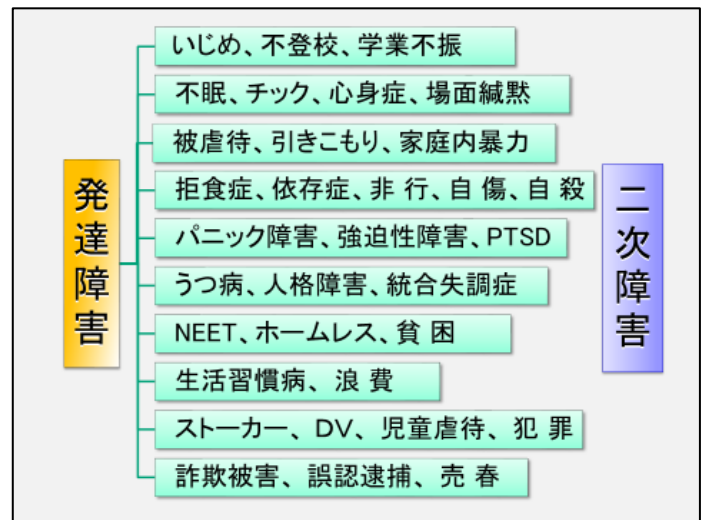 発達障害
いじめ、不登校、学業不振
不眠、チック、心身症、場面緘黙
被虐待、引きこもり、家庭内暴力
拒食症、依存症、非 行、自 傷、自 殺
パニック障害、強迫性障害、PTSD
うつ病、人格障害、統合失調症
NEET、ホームレス、貧 困
生活習慣病、浪 費
ストーカー、DV、児童虐待、犯 罪
詐欺被害、誤認逮捕、売 春
二次障害